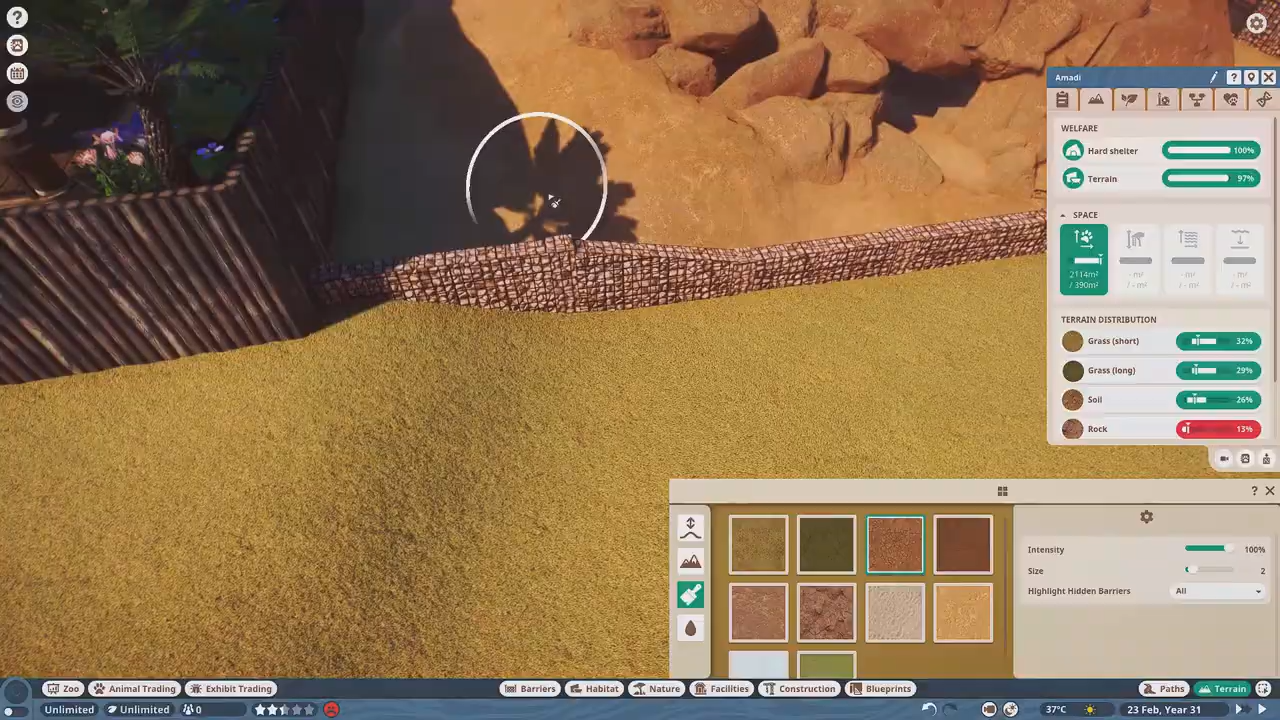 Amadi
WELFARE
Hard shelter 100%
Terrain 97%
SPACE
2114m²
/ 390m²
- m²
/ - m²
- m²
/ - m²
- m²
/ - m²
TERRAIN DISTRIBUTION
Grass (short) 32%
Grass (long) 29%
Soil 26%
Rock 13%
Intensity 100%
Size 2
Highlight Hidden Barriers All
Zoo Animal Trading Exhibit Trading Barriers Habitat Nature Facilities Construction Blueprints Paths Terrain
Unlimited Unlimited 0 37°C 23 Feb, Year 31